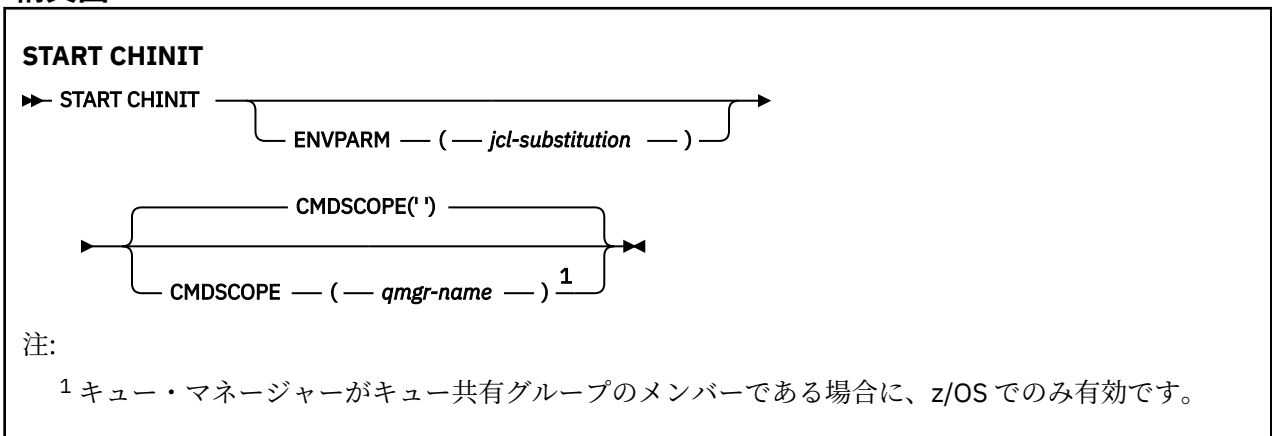 START CHINIT
START CHINIT
ENVPARM ( jcl-substitution )
CMDSCOPE(' ')
CMDSCOPE ( qmgr-name ) 1
注:
1 キュー・マネージャーがキュー共有グループのメンバーである場合に、z/OS でのみ有効です。